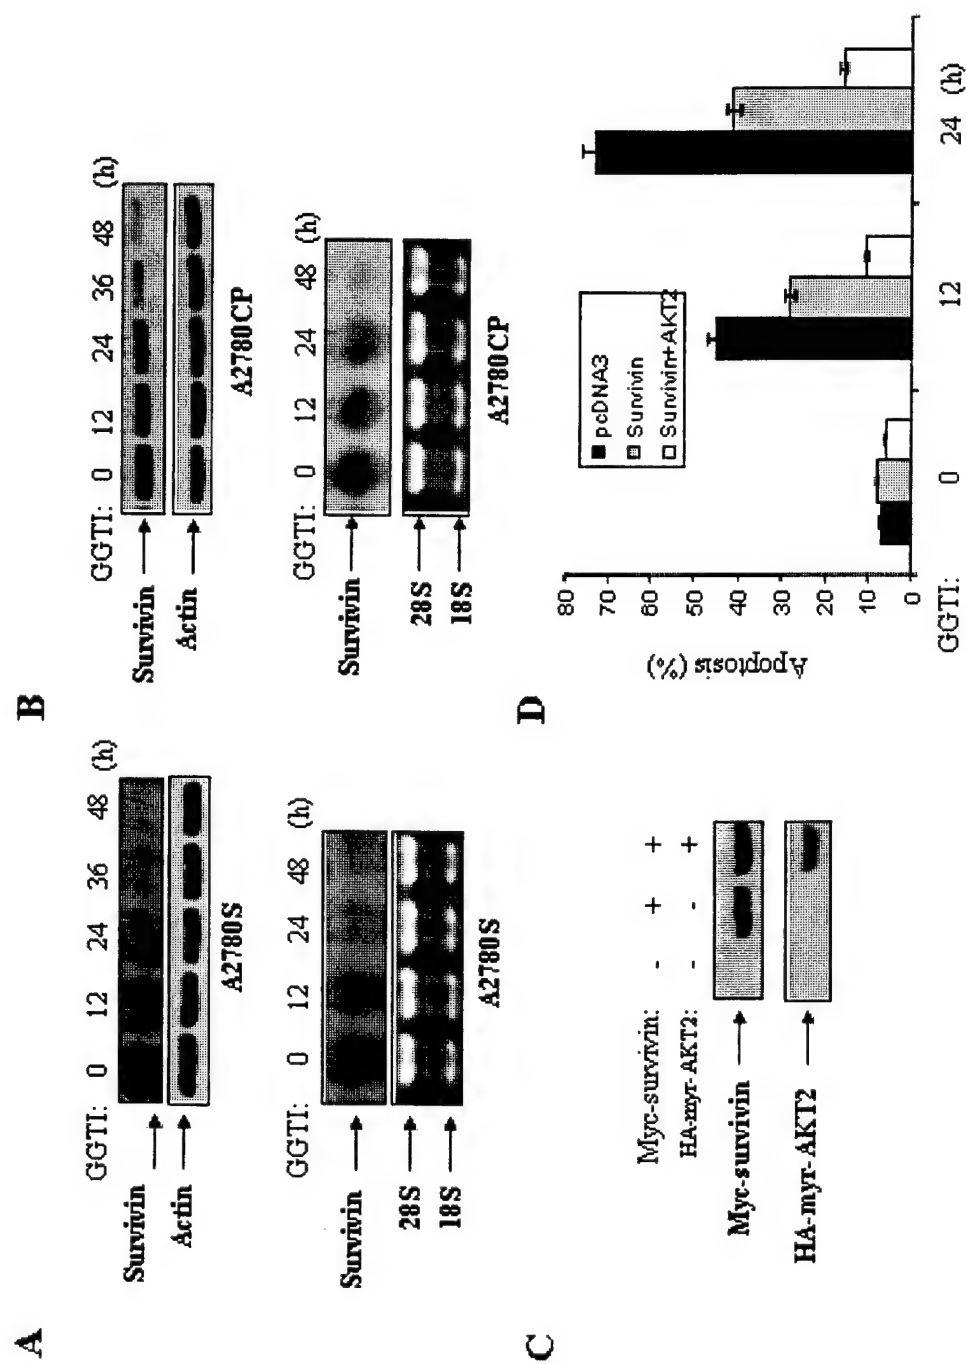 A
GGTI: 0 12 24 36 48 (h)
Survivin
Actin
A2780S
GGTI: 0 12 24 48 (h)
Survivin
28S
18S
A2780S
B
GGTI: 0 12 24 36 48 (h)
Survivin
Actin
A2780CP
GGTI: 0 12 24 48 (h)
Survivin
28S
18S
A2780CP
C
Myc-survivin: - + +
HA-myr-AKT2: - - +
Myc-survivin
HA-myr-AKT2
D
Apoptosis (%)
80
70
60
50
40
30
20
10
0
pcDNA3
Survivin
Survivin+AKT2
GGTI: 0 12 24 (h)